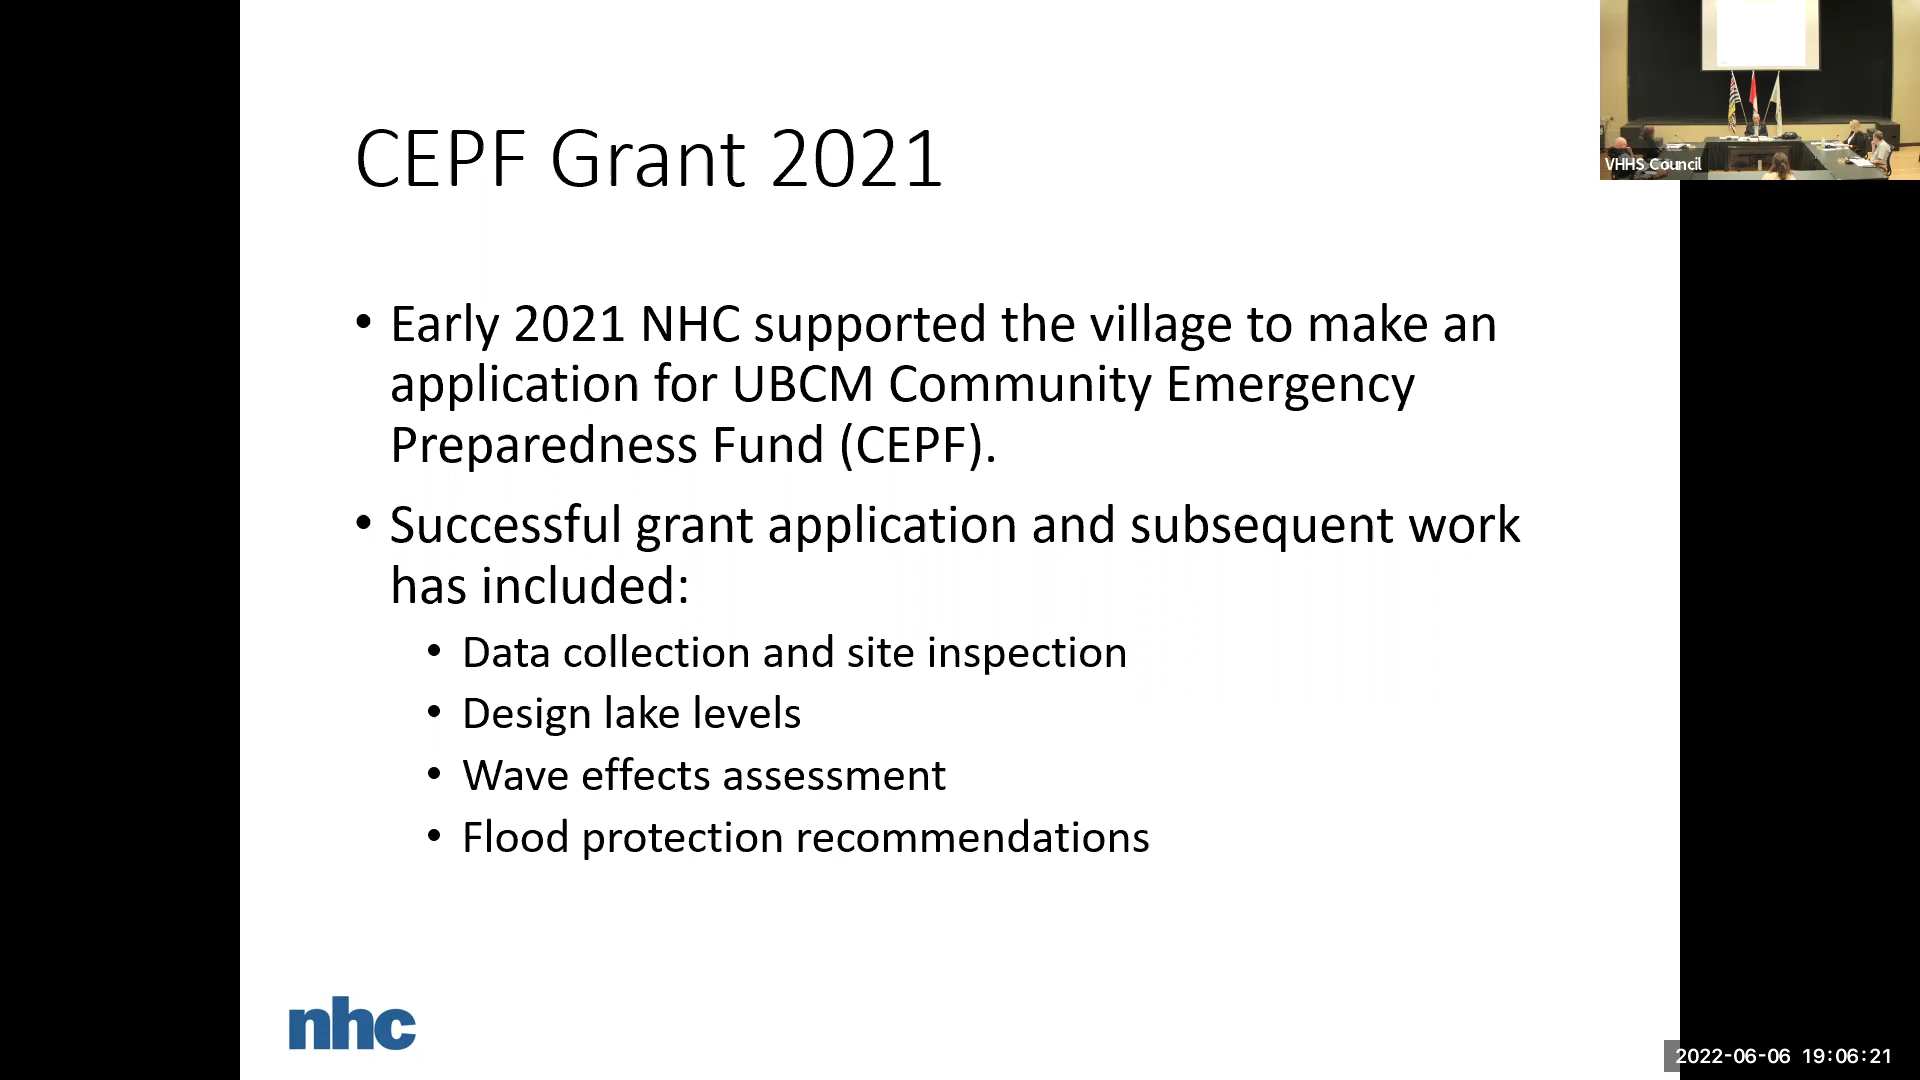 VHHS Council
CEPF Grant 2021
• Early 2021 NHC supported the village to make an
application for UBCM Community Emergency
Preparedness Fund (CEPF).
• Successful grant application and subsequent work
has included:
• Data collection and site inspection
• Design lake levels
• Wave effects assessment
• Flood protection recommendations
nhc
2022-06-06 19:06:21